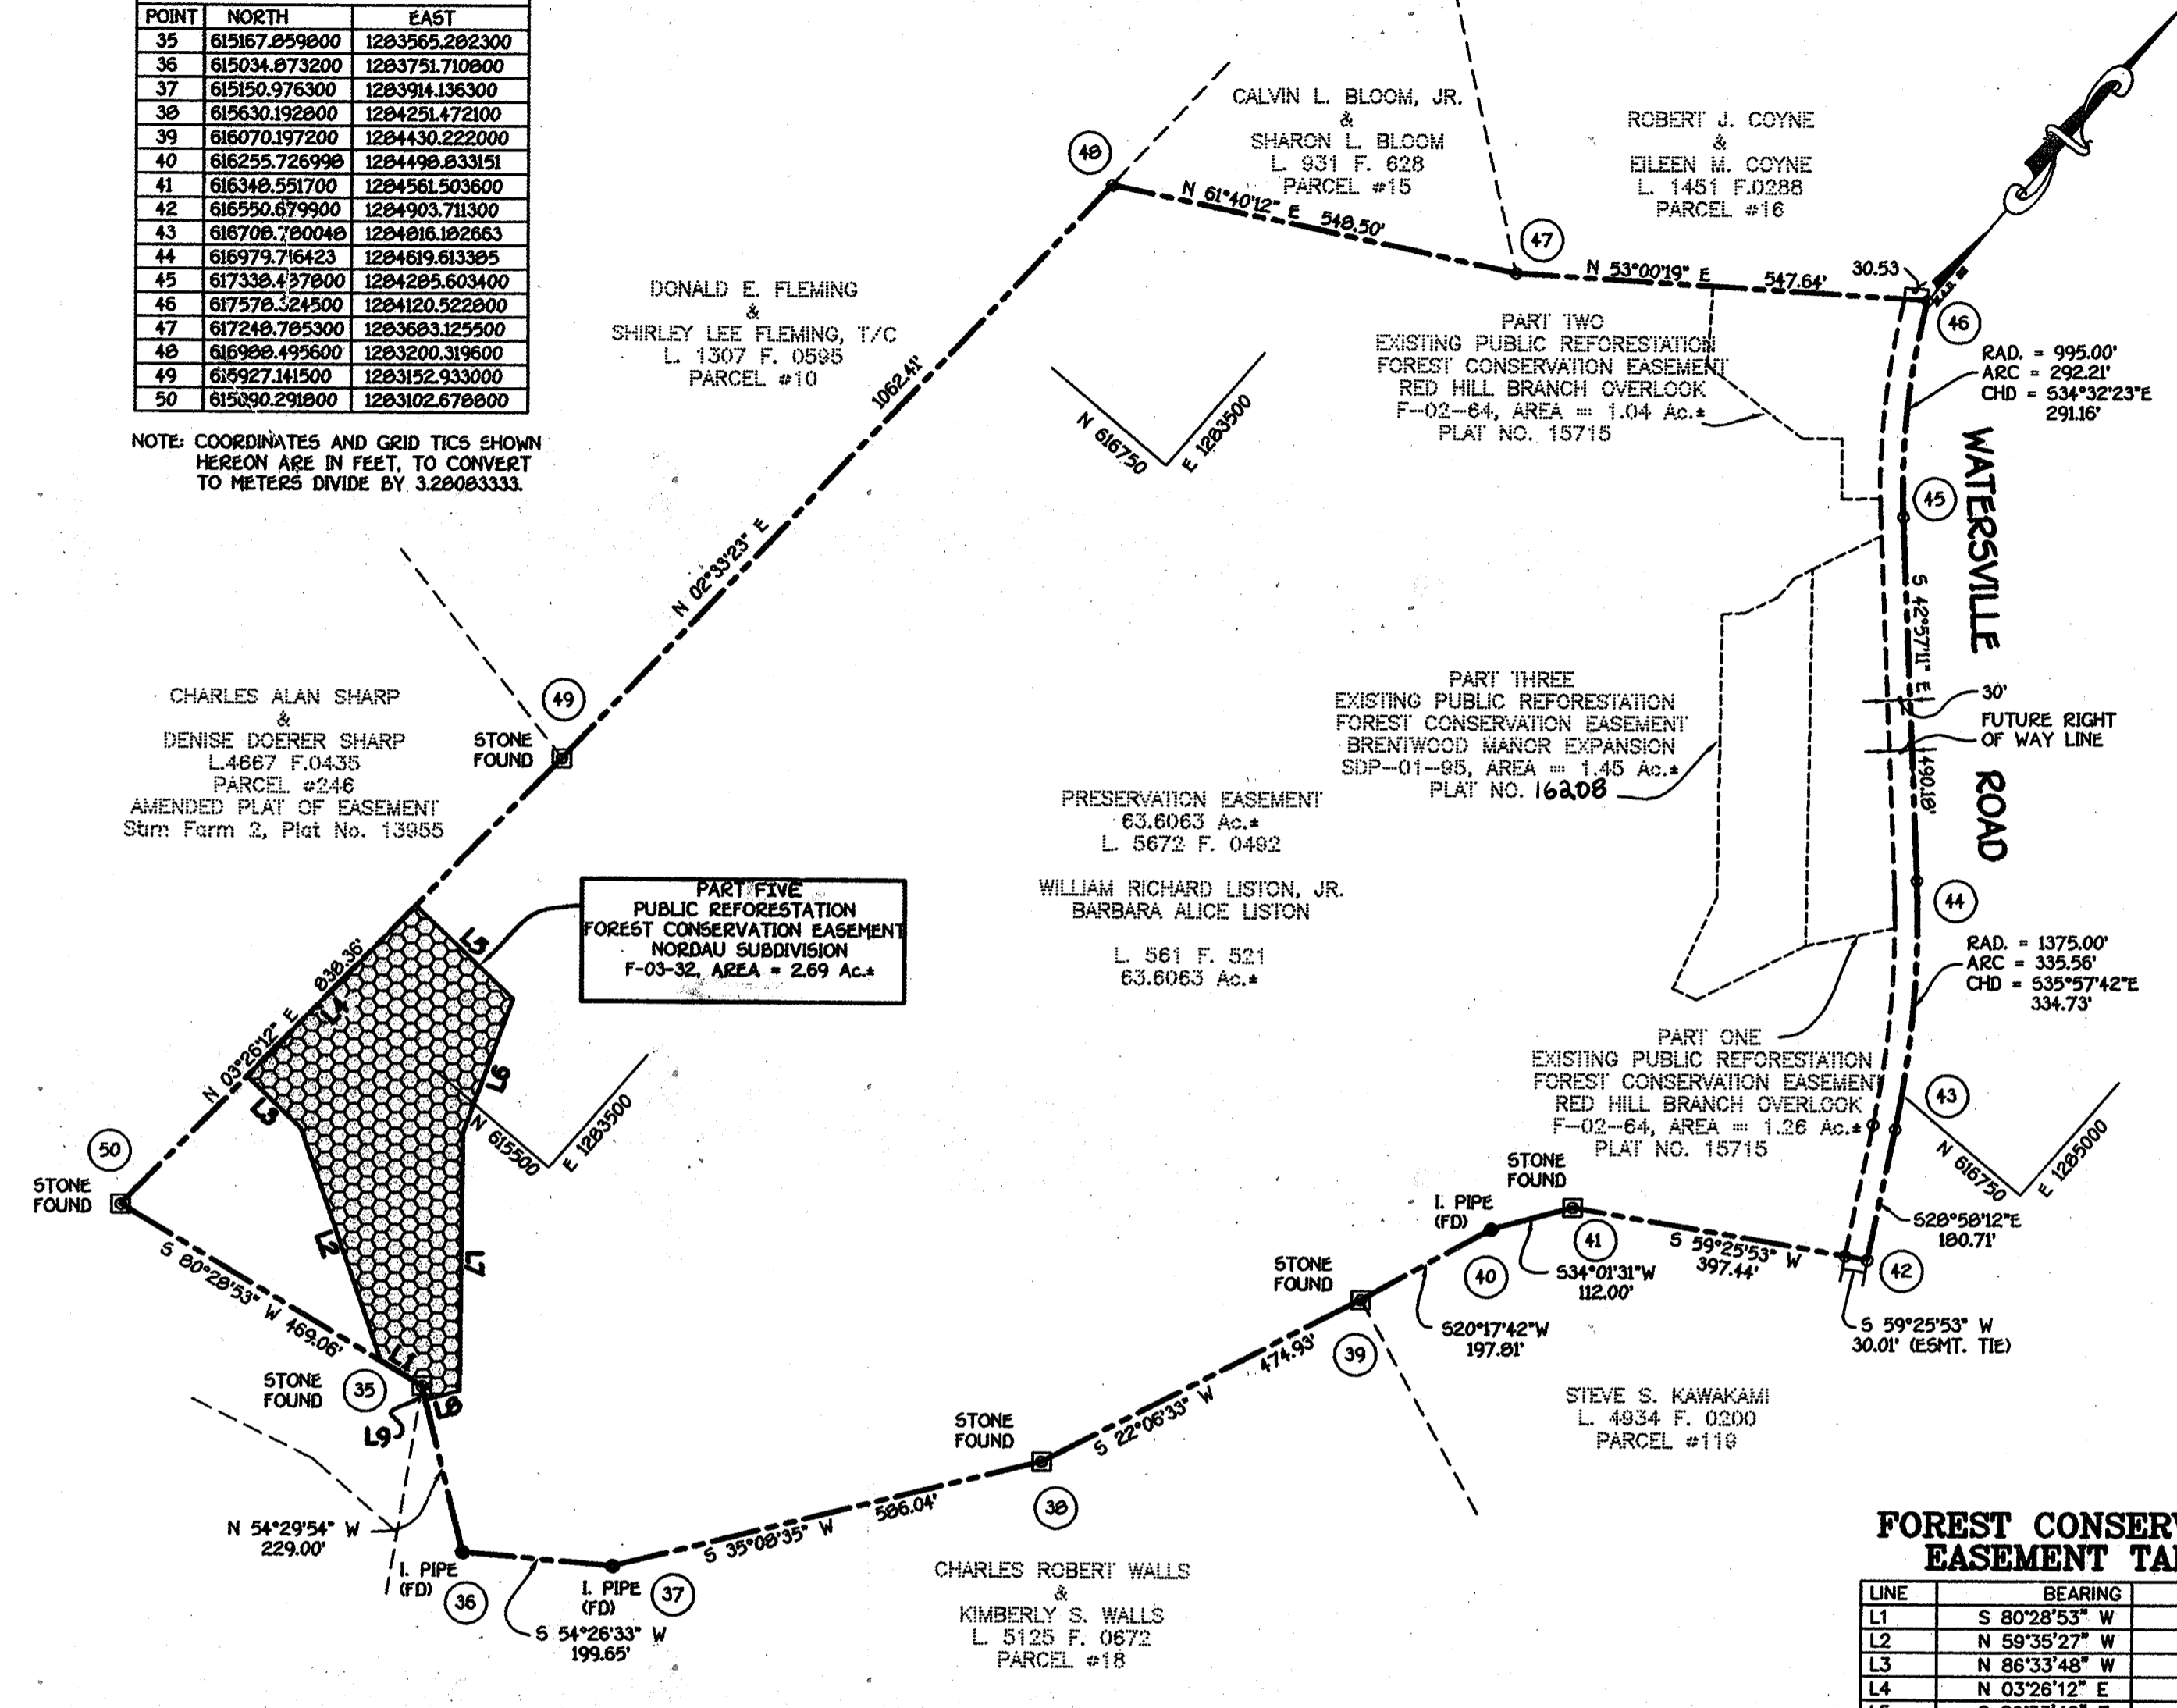 POINT NORTH EAST
35 615167.859800 1283565.282300
36 615034.873200 1283751.710800
37 615150.976300 1283914.136300
38 615630.192800 1284251.472100
39 616070.197200 1284430.222000
40 616255.726998 1284498.833151
41 616348.551700 1284561.503600
42 616550.679900 1284903.711300
43 616708.780048 1284816.182663
44 616979.716423 1284619.613385
45 617338.437800 1284285.603400
46 617578.324500 1284120.522800
47 617248.785300 1283683.125500
48 616988.495600 1283200.319600
49 615927.141500 1283152.933000
50 615090.291800 1283102.678800
NOTE: COORDINATES AND GRID TICS SHOWN
HEREON ARE IN FEET, TO CONVERT
TO METERS DIVIDE BY 3.28083333.
48
CALVIN L. BLOOM, JR.
&
SHARON L. BLOOM
L. 931 F. 628
PARCEL #15
ROBERT J. COYNE
&
EILEEN M. COYNE
L. 1451 F.0288
PARCEL #16
N 61°40'12" E 548.50'
47
N 53°00'19" E 547.64'
30.53
46
RAD. = 995.00'
ARC = 292.21'
CHD = S34°32'23"E
291.16'
DONALD E. FLEMING
&
SHIRLEY LEE FLEMING, T/C
L. 1307 F. 0595
PARCEL #10
1062.41'
N 02°33'23" E
N 616750
E 1283500
PART TWO
EXISTING PUBLIC REFORESTATION
FOREST CONSERVATION EASEMENT
RED HILL BRANCH OVERLOOK
F-02-64, AREA = 1.04 Ac.±
PLAT NO. 15715
45
WATERSVILLE ROAD
S 42°57'11" E
490.18'
30'
FUTURE RIGHT
OF WAY LINE
CHARLES ALAN SHARP
&
DENISE DOERER SHARP
L.4667 F.0435
PARCEL #246
AMENDED PLAT OF EASEMENT
Farm 2, Plat No. 13955
49
STONE
FOUND
PART THREE
EXISTING PUBLIC REFORESTATION
FOREST CONSERVATION EASEMENT
BRENTWOOD MANOR EXPANSION
SDP-01-95, AREA = 1.45 Ac.±
PLAT NO. 16208
PRESERVATION EASEMENT
63.6063 Ac.±
L. 5672 F. 0492
WILLIAM RICHARD LISTON, JR.
BARBARA ALICE LISTON
L. 561 F. 521
63.6063 Ac.±
PART FIVE
PUBLIC REFORESTATION
FOREST CONSERVATION EASEMENT
NORDAU SUBDIVISION
F-03-32, AREA = 2.69 Ac.±
44
RAD. = 1375.00'
ARC = 335.56'
CHD = S35°57'42"E
334.73'
PART ONE
EXISTING PUBLIC REFORESTATION
FOREST CONSERVATION EASEMENT
RED HILL BRANCH OVERLOOK
F-02-64, AREA = 1.26 Ac.±
PLAT NO. 15715
43
N 616750
E 1285000
N 03°26'12" E 838.36'
L5
L4
L3
L6
L2
L7
L1
L8
L9
N 615500
E 1283500
50
STONE
FOUND
S 80°28'53" W 469.06'
STONE
FOUND
35
I. PIPE
(FD)
STONE
FOUND
41
40
S34°01'31"W
112.00'
S 59°25'53" W
397.44'
42
S28°58'12"E
180.71'
S 59°25'53" W
30.01' (ESMT. TIE)
STONE
FOUND
39
S20°17'42"W
197.81'
S 22°06'33" W 474.93'
STONE
FOUND
38
STEVE S. KAWAKAMI
L. 4934 F. 0200
PARCEL #119
N 54°29'54" W
229.00'
I. PIPE
(FD)
36
S 54°26'33" W
199.65'
I. PIPE
(FD)
37
S 35°08'35" W 586.04'
CHARLES ROBERT WALLS
&
KIMBERLY S. WALLS
L. 5125 F. 0672
PARCEL #18
FOREST CONSERV
EASEMENT TA
LINE BEARING
L1 S 80°28'53" W
L2 N 59°35'27" W
L3 N 86°33'48" W
L4 N 03°26'12" E